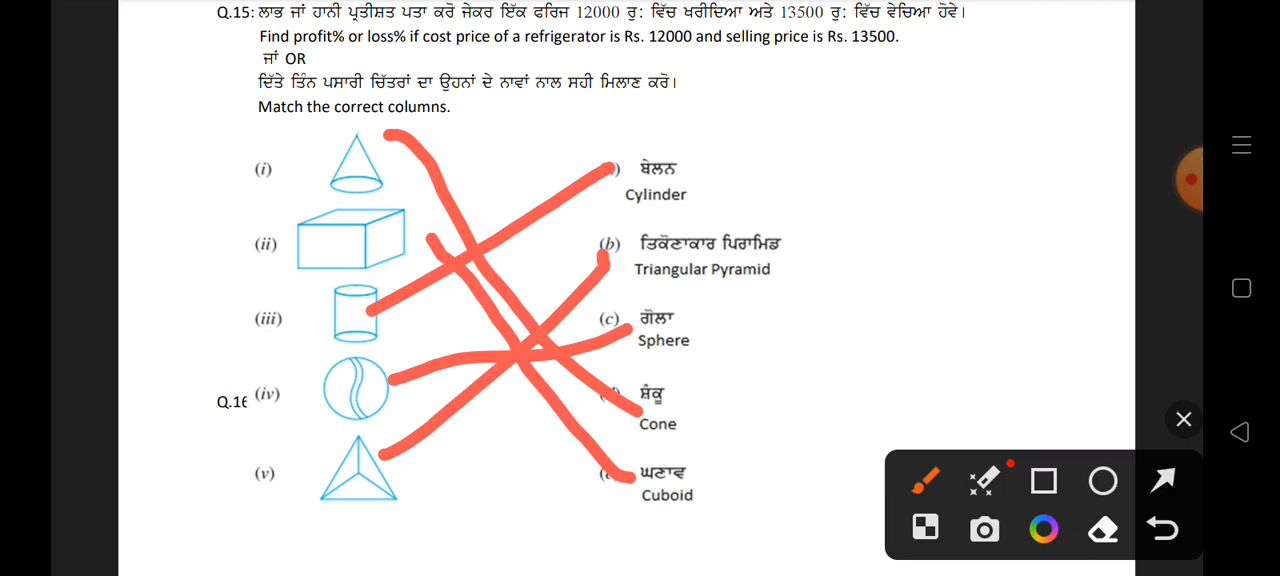 Q.15: ਲਾਭ ਜਾਂ ਹਾਨੀ ਪ੍ਰਤੀਸ਼ਤ ਪਤਾ ਕਰੋ ਜੇਕਰ ਇੱਕ ਫਰਿਜ 12000 ਰੁ: ਵਿੱਚ ਖਰੀਦਿਆ ਅਤੇ 13500 ਰੁ: ਵਿੱਚ ਵੇਚਿਆ ਹੋਵੇ।
Find profit% or loss% if cost price of a refrigerator is Rs. 12000 and selling price is Rs. 13500.
ਜਾਂ OR
ਦਿੱਤੇ ਤਿੰਨ ਪਸਾਰੀ ਚਿੱਤਰਾਂ ਦਾ ਉਹਨਾਂ ਦੇ ਨਾਵਾਂ ਨਾਲ ਸਹੀ ਮਿਲਾਣ ਕਰੋ।
Match the correct columns.
(i) ) ਬੇਲਨ
Cylinder
(ii) (b) ਤਿਕੋਣਾਕਾਰ ਪਿਰਾਮਿਡ
Triangular Pyramid
(iii) (c) ਗੋਲਾ
Sphere
Q.16 (iv) ਸ਼ੰਕੂ
Cone
(v) ਘਣਾਵ
Cuboid